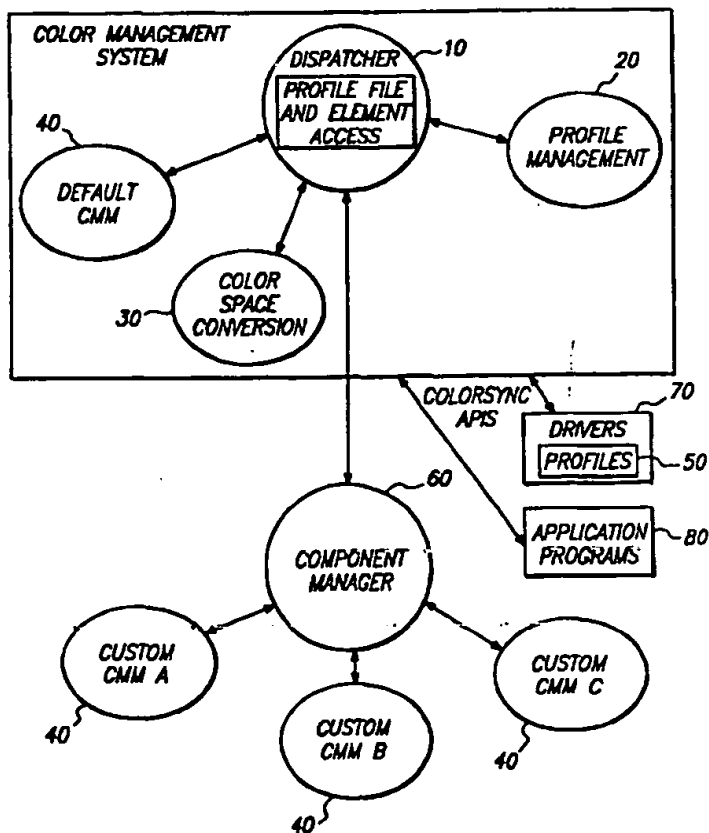 COLOR MANAGEMENT
SYSTEM
DISPATCHER
10
PROFILE FILE
AND ELEMENT
ACCESS
20
PROFILE
MANAGEMENT
40
DEFAULT
CMM
COLOR
SPACE
CONVERSION
30
COLORSYNC
APIS
70
DRIVERS
PROFILES
50
60
COMPONENT
MANAGER
APPLICATION
PROGRAMS
80
CUSTOM
CMM A
40
CUSTOM
CMM B
40
CUSTOM
CMM C
40